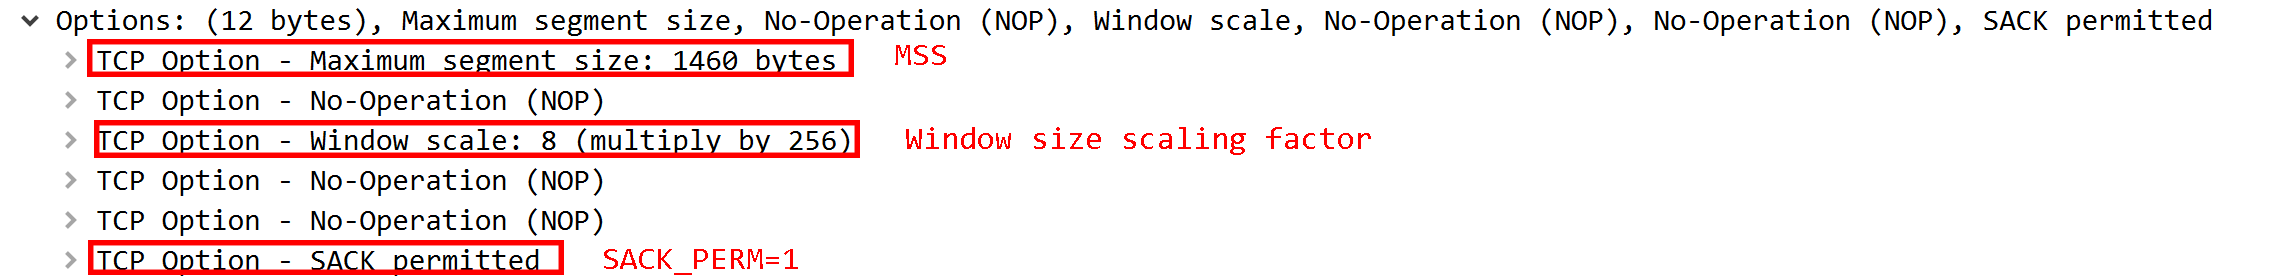 Options: (12 bytes), Maximum segment size, No-Operation (NOP), Window scale, No-Operation (NOP), No-Operation (NOP), SACK permitted
TCP Option - Maximum segment size: 1460 bytes MSS
TCP Option - No-Operation (NOP)
TCP Option - Window scale: 8 (multiply by 256) Window size scaling factor
TCP Option - No-Operation (NOP)
TCP Option - No-Operation (NOP)
TCP Option - SACK permitted SACK_PERM=1